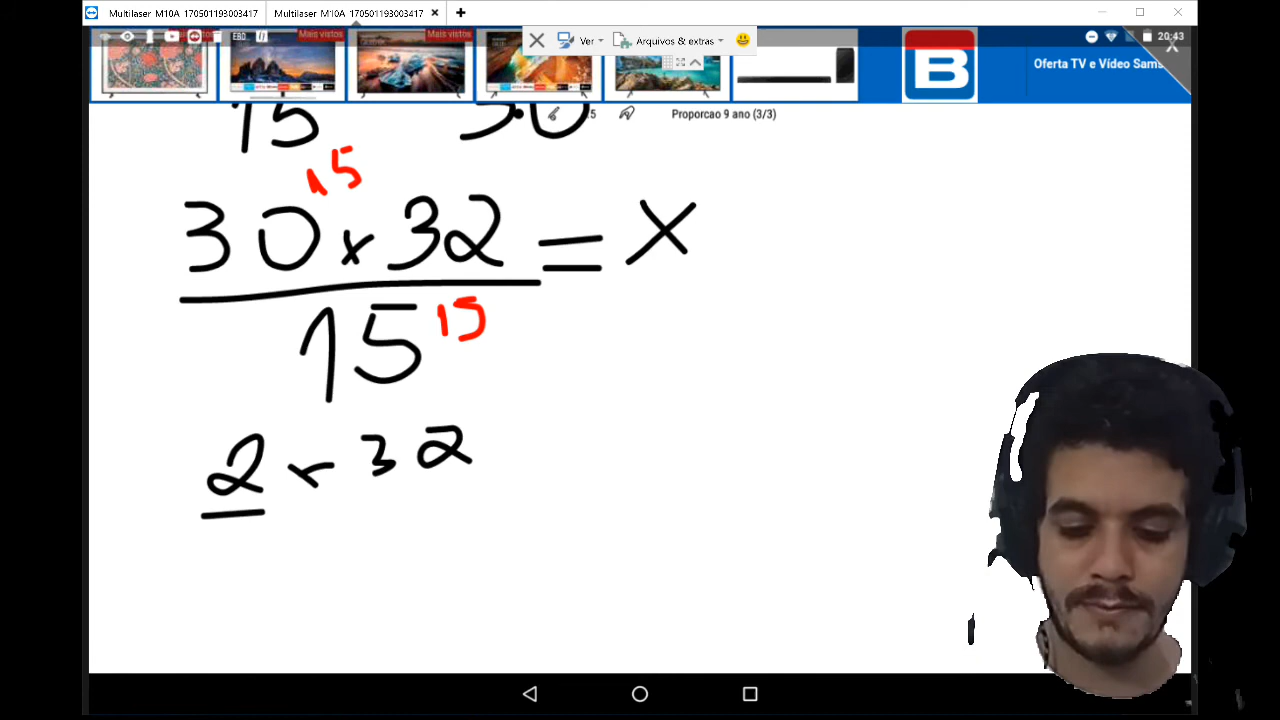 Multilaser M10A 170501193003417 Multilaser M10A 170501193003417
Ver Arquivos & extras
20:43
Mais vistos Mais vistos
B Oferta TV e Vídeo Sams
5 Proporcao 9 ano (3/3)
15
15
30 x 32 = x
15 15
2 x 32